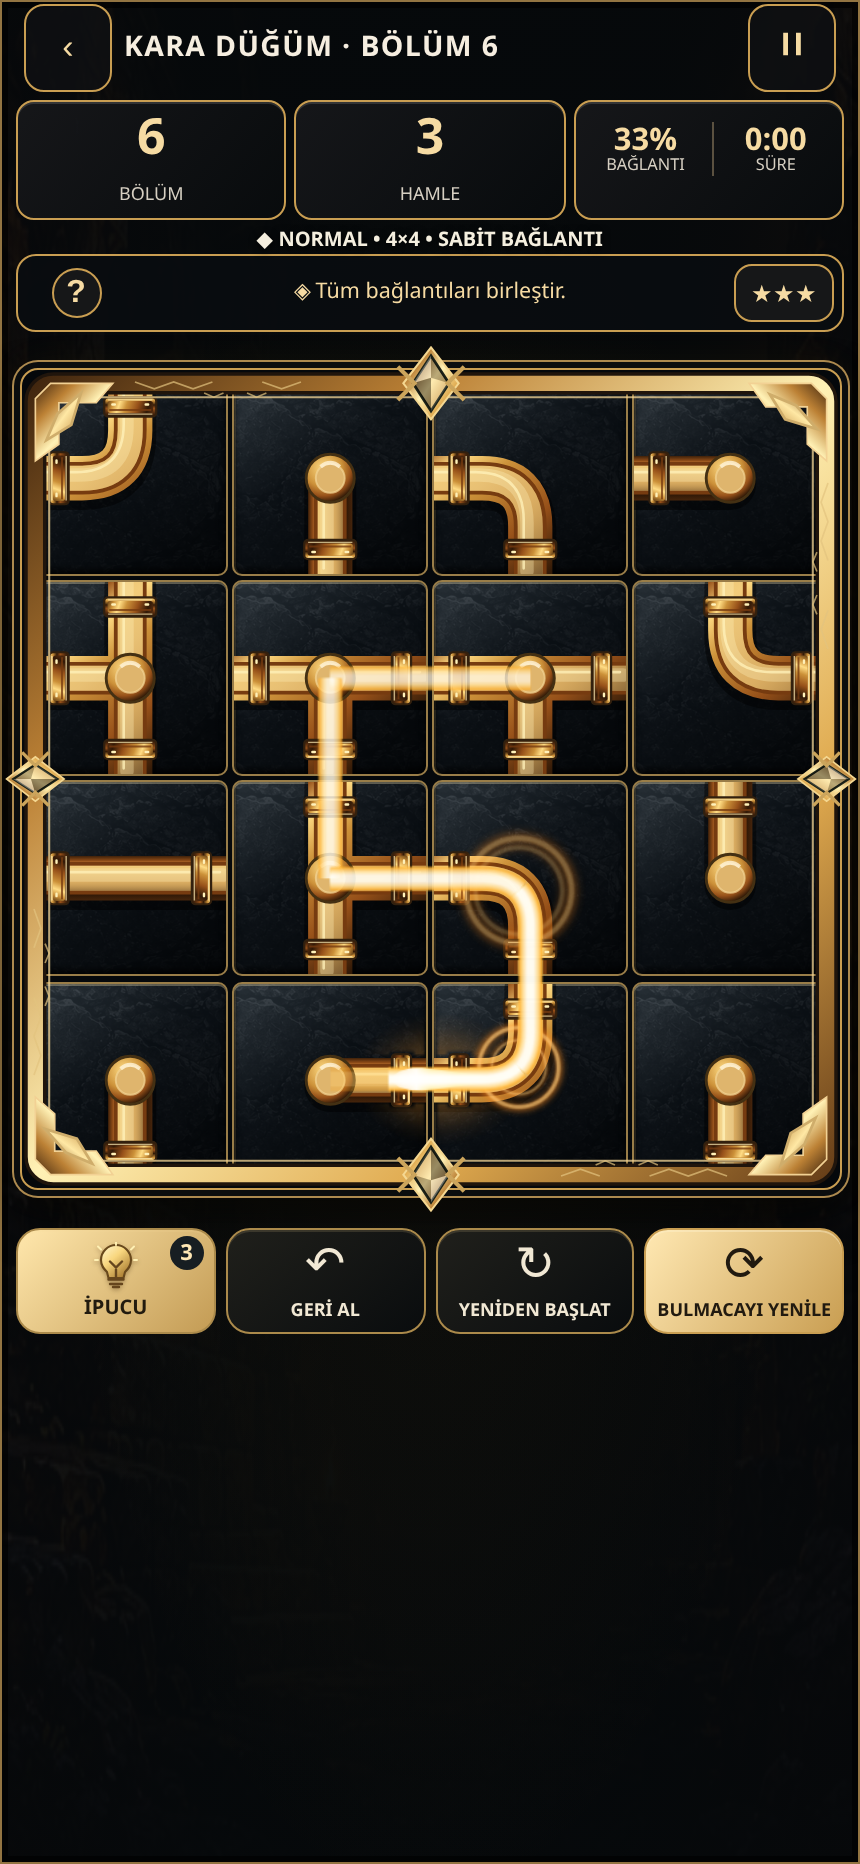 ‹ KARA DÜĞÜM · BÖLÜM 6
6
BÖLÜM
3
HAMLE
33%
BAĞLANTI
0:00
SÜRE
◆ NORMAL • 4×4 • SABİT BAĞLANTI
?
◈ Tüm bağlantıları birleştir.
★★★
3
İPUCU
GERİ AL
YENİDEN BAŞLAT
BULMACAYI YENİLE